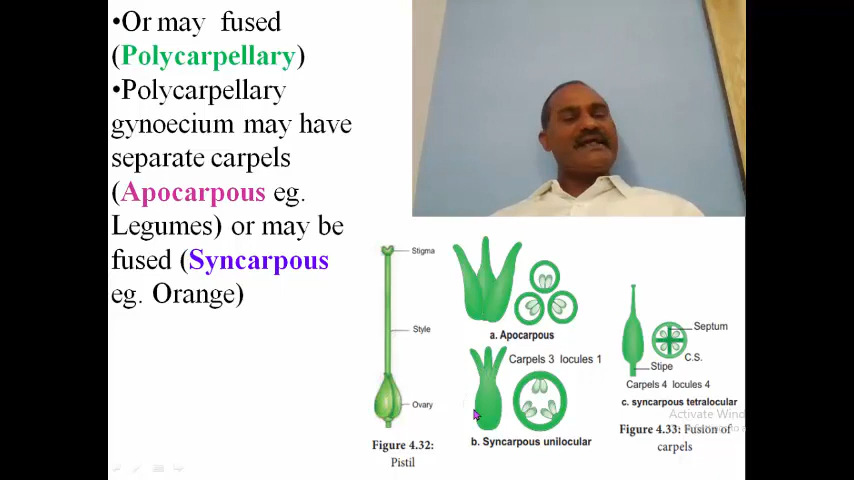 •Or may fused
(Polycarpellary)
•Polycarpellary
gynoecium may have
separate carpels
(Apocarpous eg.
Legumes) or may be
fused (Syncarpous
eg. Orange)
Stigma
Style
Ovary
Figure 4.32:
Pistil
a. Apocarpous
Carpels 3 locules 1
b. Syncarpous unilocular
Septum
C.S.
Stipe
Carpels 4 locules 4
c. syncarpous tetralocular
Activate Wind
Figure 4.33: Fusion of
carpels